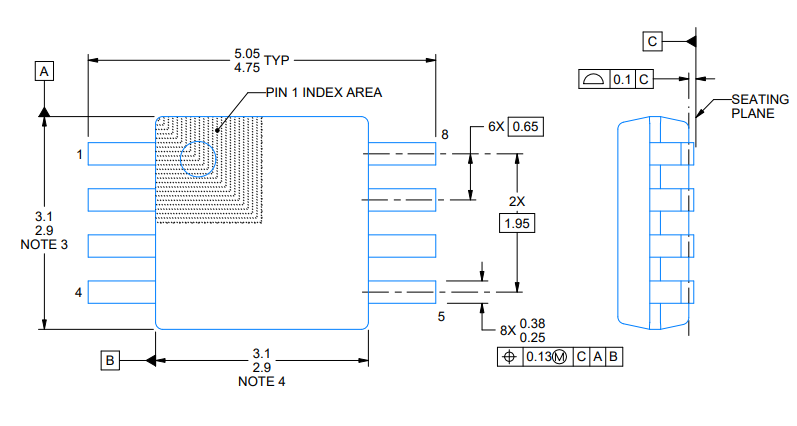 5.05
4.75 TYP
A
PIN 1 INDEX AREA
C
0.1 C
SEATING
PLANE
1
8
6X 0.65
2X
1.95
3.1
2.9
NOTE 3
4
5
8X 0.38
0.25
0.13Ⓜ C A B
B
3.1
2.9
NOTE 4